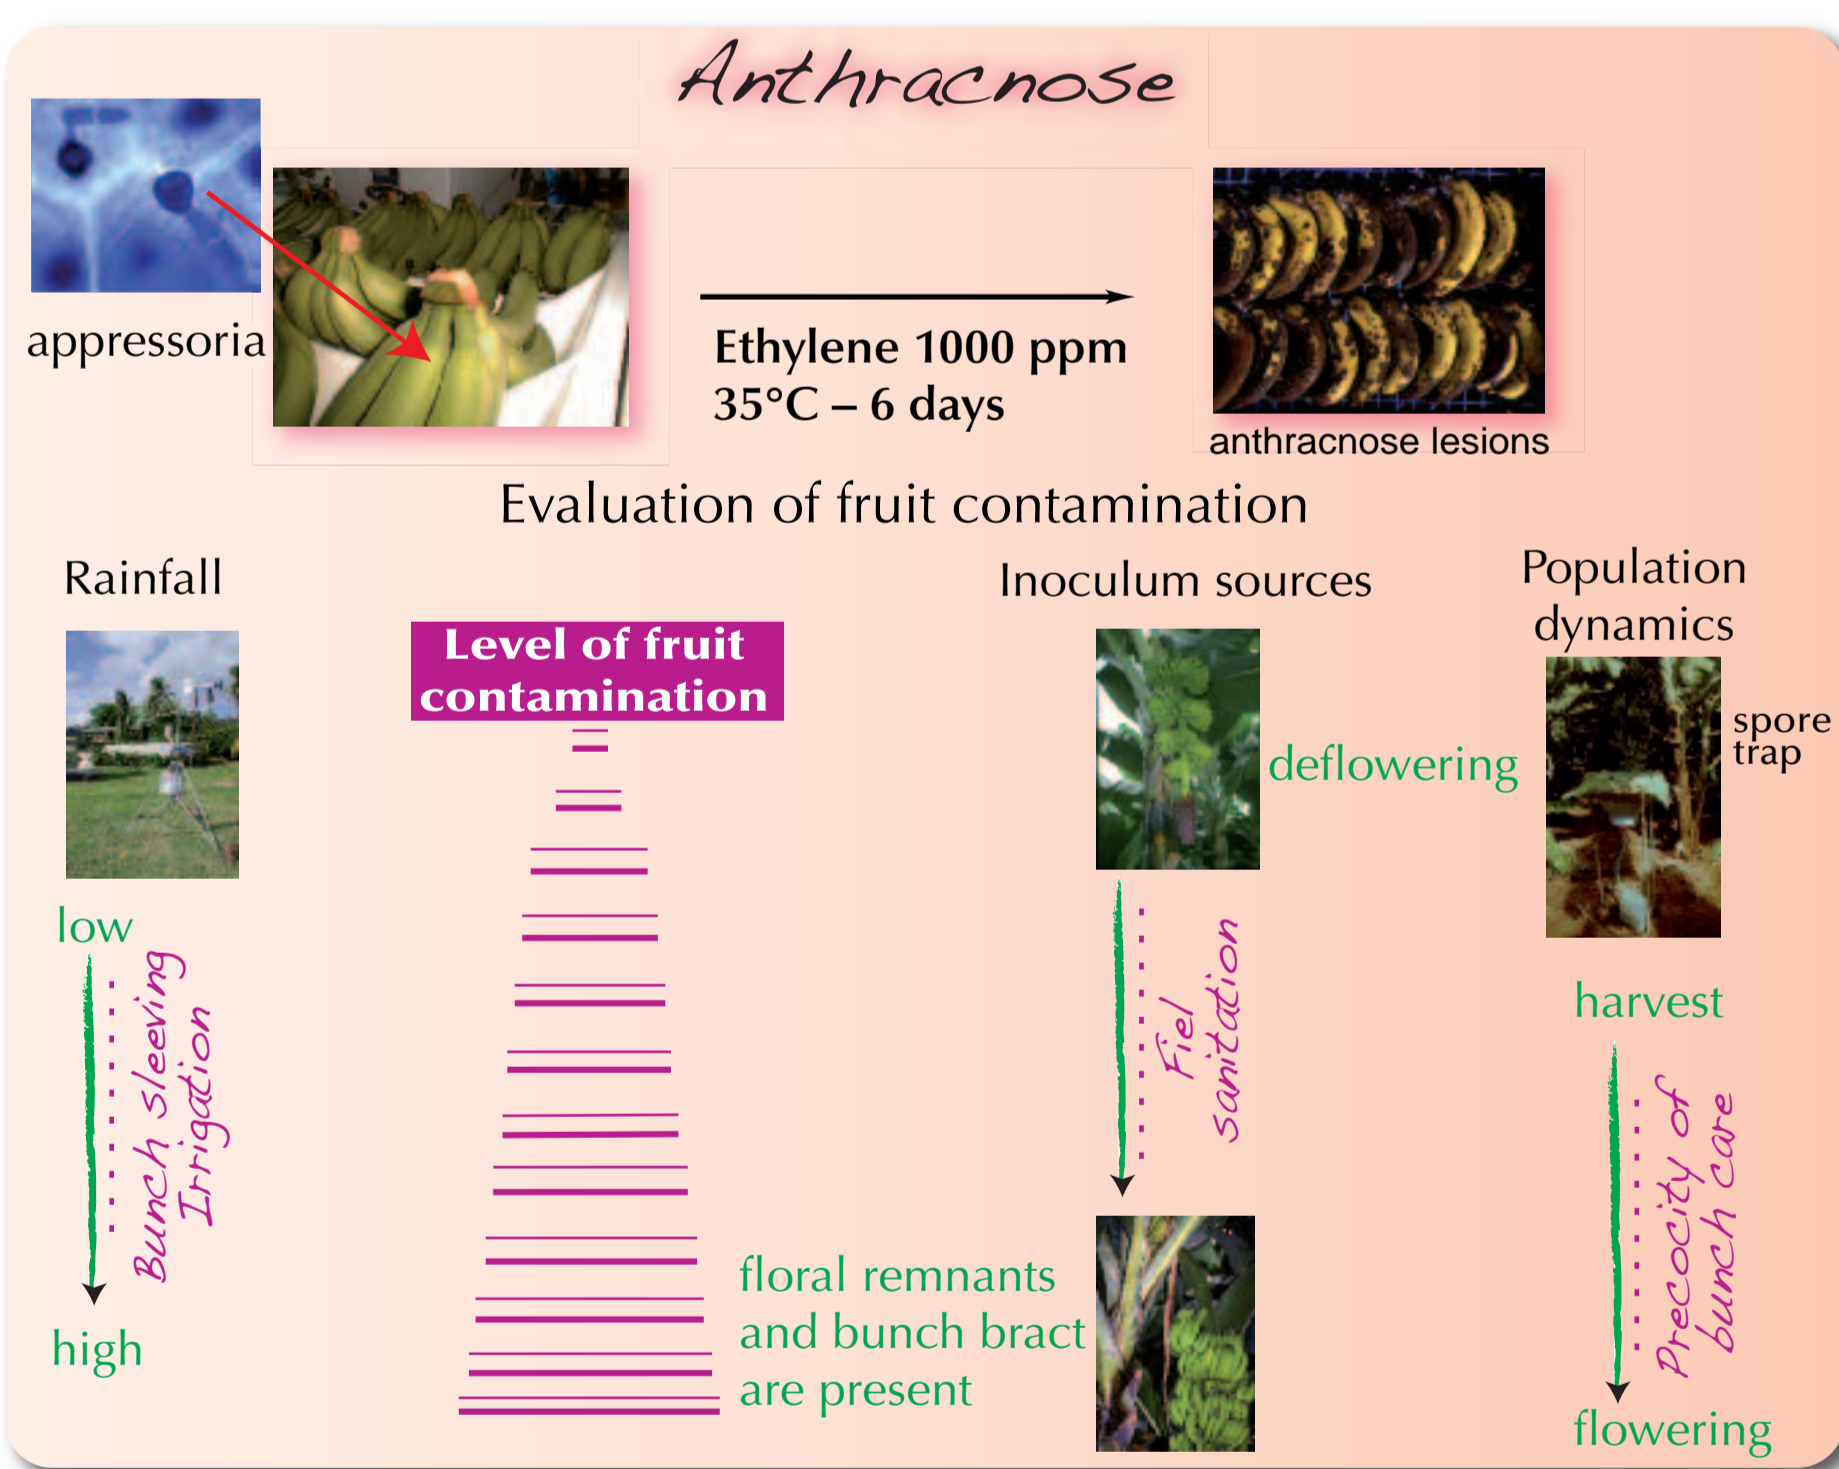 Anthracnose
appressoria
Ethylene 1000 ppm
35°C – 6 days
anthracnose lesions
Evaluation of fruit contamination
Rainfall
low
Bunch sleeving
Irrigation
high
Level of fruit
contamination
Inoculum sources
deflowering
Fiel
sanitation
floral remnants
and bunch bract
are present
Population
dynamics
spore
trap
harvest
Precocity of
bunch care
flowering